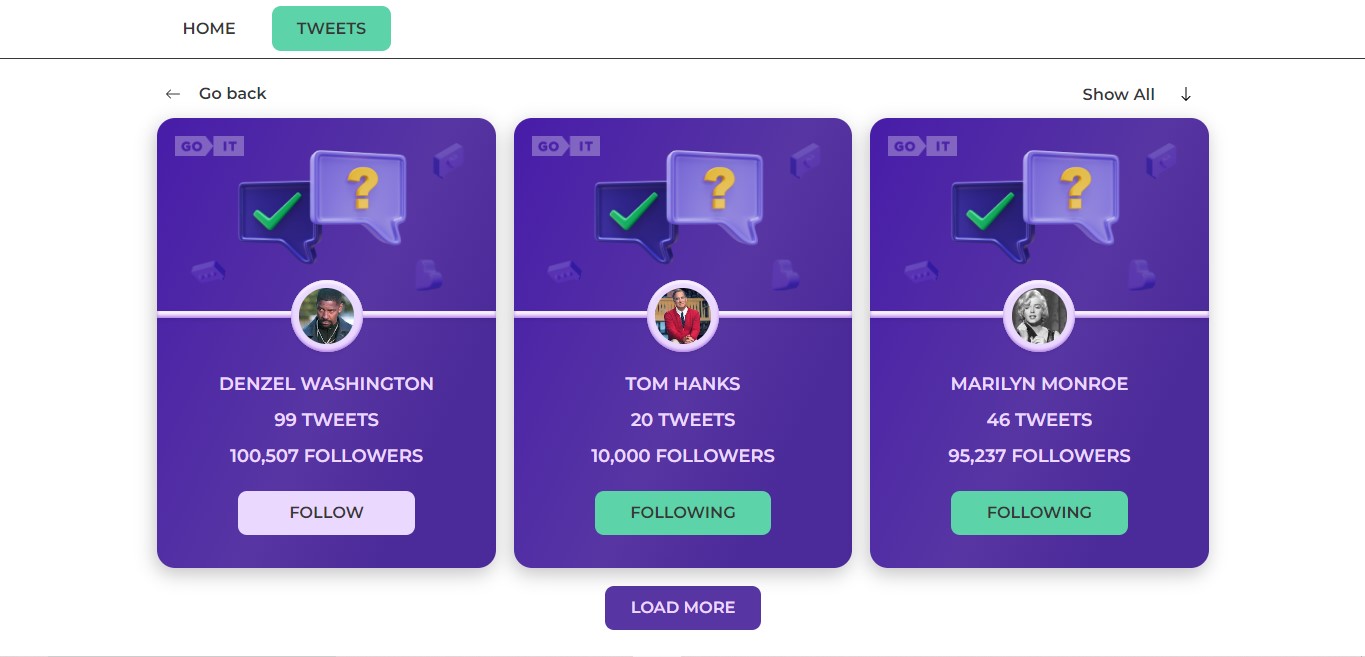 HOME TWEETS
← Go back
Show All ↓
GO IT
GO IT
GO IT
?
?
?
DENZEL WASHINGTON
99 TWEETS
100,507 FOLLOWERS
FOLLOW
TOM HANKS
20 TWEETS
10,000 FOLLOWERS
FOLLOWING
MARILYN MONROE
46 TWEETS
95,237 FOLLOWERS
FOLLOWING
LOAD MORE